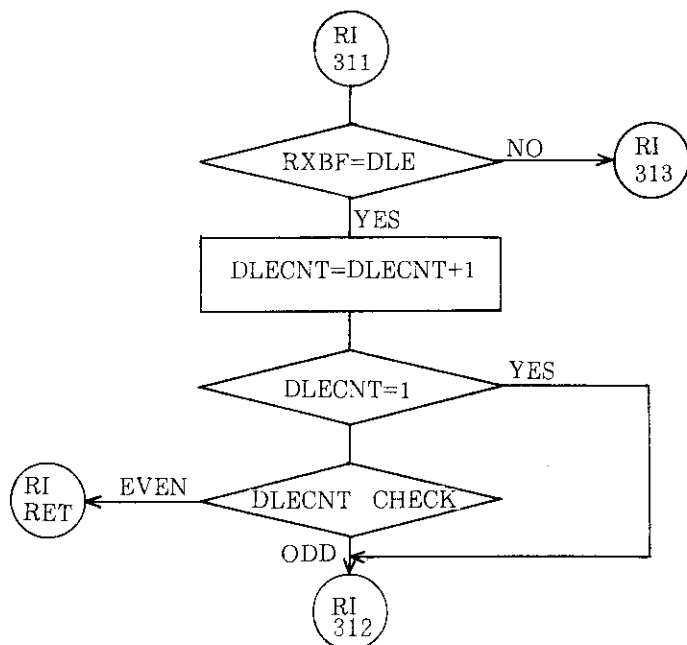 RI
311
RXBF=DLE
NO
RI
313
YES
DLECNT=DLECNT+1
DLECNT=1
YES
RI
RET
EVEN
DLECNT CHECK
ODD
RI
312